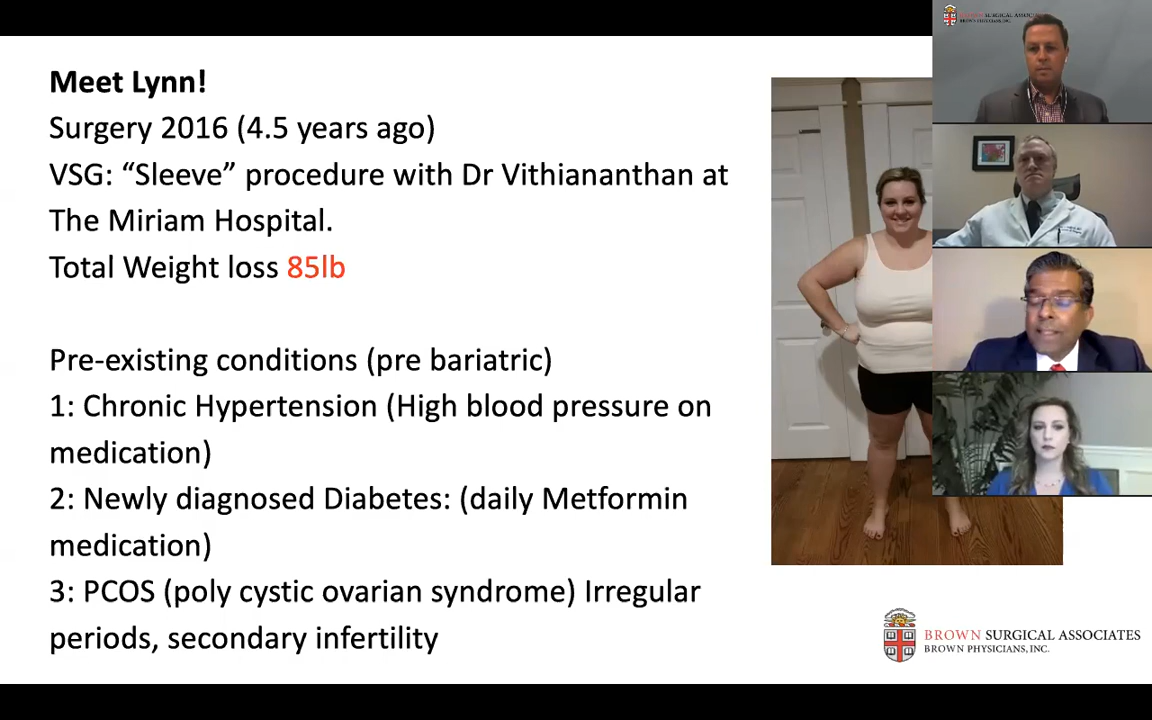 Meet Lynn!
Surgery 2016 (4.5 years ago)
VSG: “Sleeve” procedure with Dr Vithiananthan at
The Miriam Hospital.
Total Weight loss 85lb
Pre-existing conditions (pre bariatric)
1: Chronic Hypertension (High blood pressure on
medication)
2: Newly diagnosed Diabetes: (daily Metformin
medication)
3: PCOS (poly cystic ovarian syndrome) Irregular
periods, secondary infertility
BROWN SURGICAL ASSOCIATES
BROWN PHYSICIANS, INC.